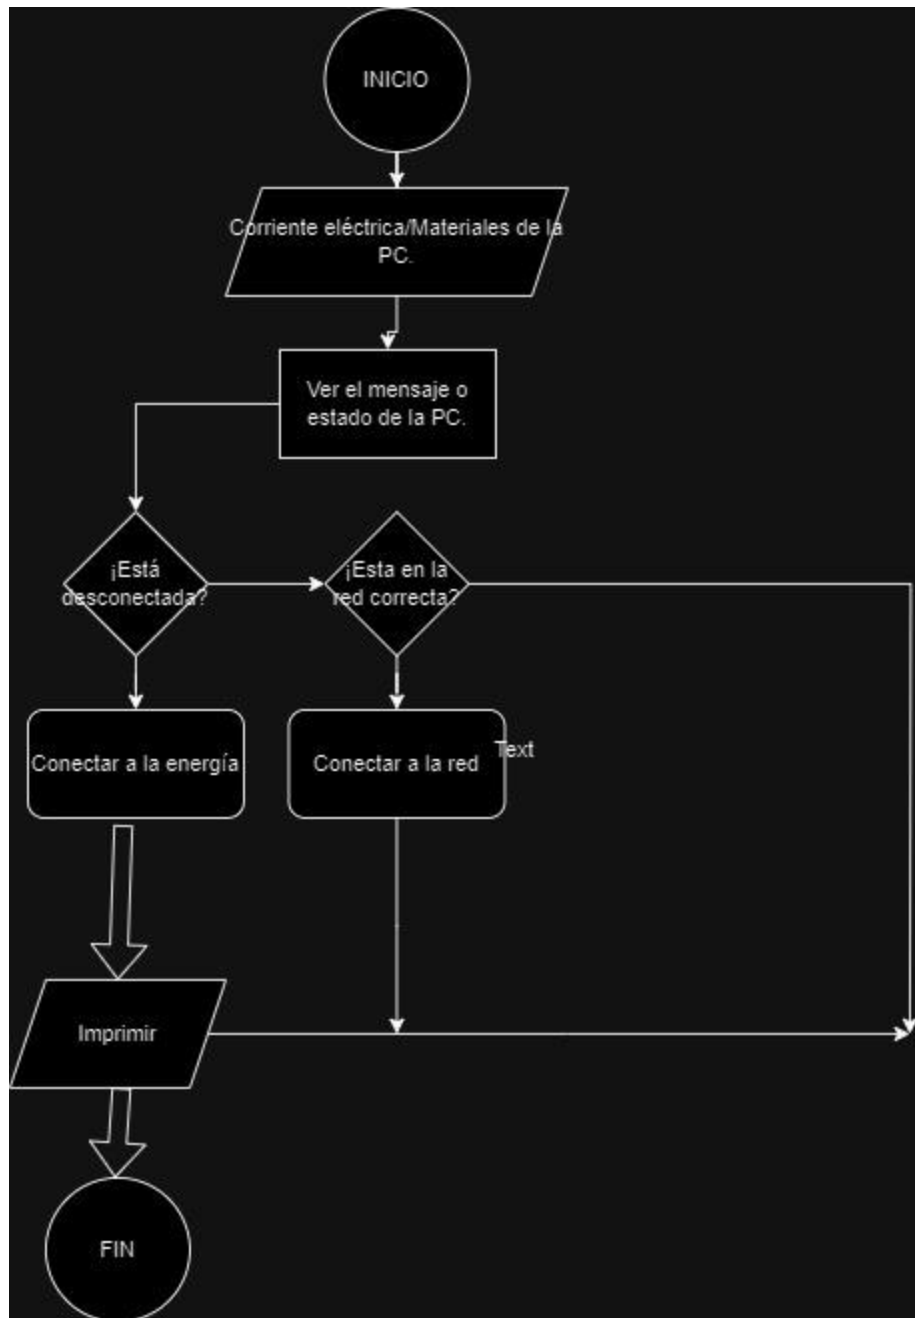 INICIO
Corriente eléctrica/Materiales de la
PC.
Ver el mensaje o
estado de la PC.
¡Está
desconectada?
¡Esta en la
red correcta?
Conectar a la energía
Conectar a la red
Text
Imprimir
FIN